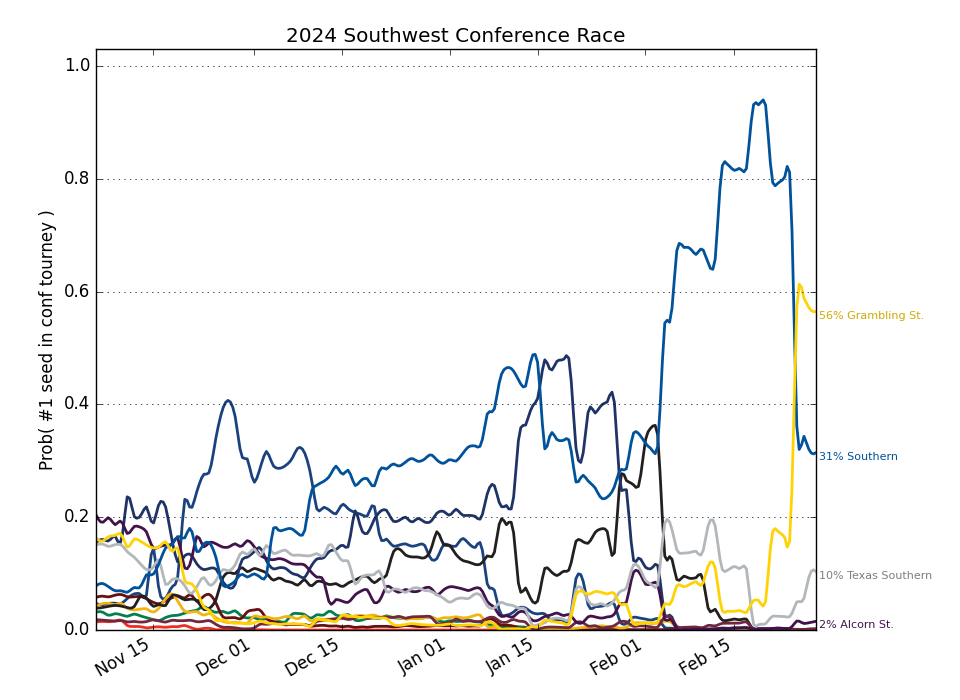 2024 Southwest Conference Race
Prob( #1 seed in conf tourney )
1.0
0.8
0.6
0.4
0.2
0.0
56% Grambling St.
31% Southern
10% Texas Southern
2% Alcorn St.
Nov 15
Dec 01
Dec 15
Jan 01
Jan 15
Feb 01
Feb 15